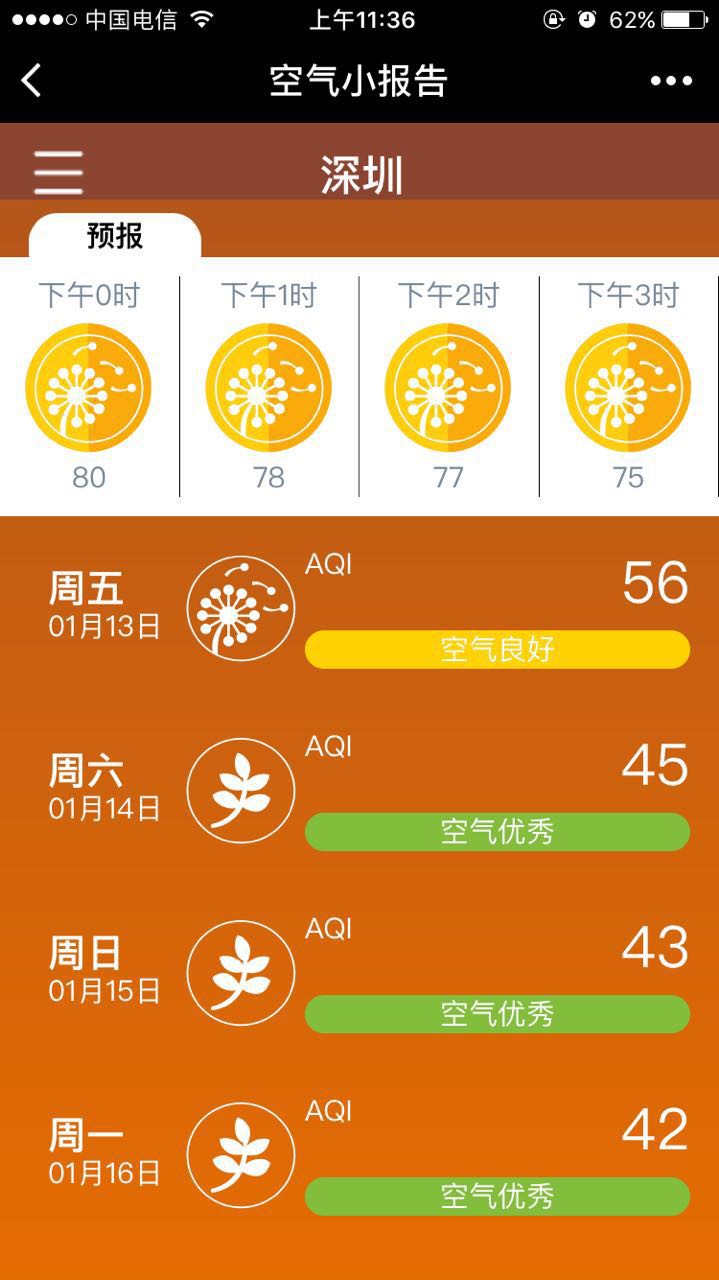 中国电信 上午11:36 62%
空气小报告
深圳
预报
下午0时 下午1时 下午2时 下午3时
80 78 77 75
周五 AQI 56
01月13日 空气良好
周六 AQI 45
01月14日 空气优秀
周日 AQI 43
01月15日 空气优秀
周一 AQI 42
01月16日 空气优秀